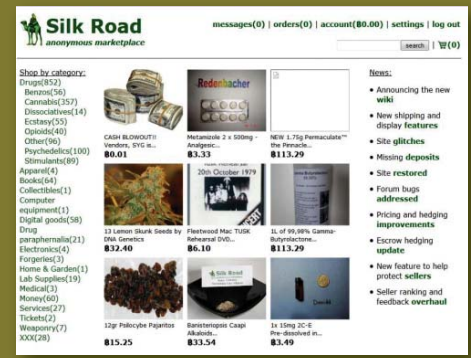 Silk Road
anonymous marketplace
messages(0) | orders(0) | account(฿0.00) | settings | log out
search | (0)
Shop by category:
Drugs(852)
Benzos(56)
Cannabis(357)
Dissociatives(14)
Ecstasy(55)
Opioids(40)
Other(96)
Psychedelics(100)
Stimulants(89)
Apparel(4)
Books(64)
Collectibles(1)
Computer
equipment(1)
Digital goods(58)
Drug
paraphernalia(21)
Electronics(4)
Forgeries(3)
Home & Garden(1)
Lab Supplies(19)
Medical(3)
Money(60)
Services(27)
Tickets(2)
Weaponry(7)
XXX(28)
CASH BLOWOUT!!
Vendors, SYG is...
฿0.01
Redenbacher
Metamizole 2 x 500mg -
Analgesic...
฿3.33
NEW 1.75g Permaculate™
the Pinnacle...
฿113.29
13 Lemon Skunk Seeds by
DNA Genetics
฿32.40
20th October 1979
Fleetwood Mac TUSK
Rehearsal DVD...
฿6.10
1L of 99,98% Gamma-
Butyrolactone...
฿113.29
12gr Psilocybe Pajaritos
฿15.25
Silk Road
Banisteriopsis Caapi
Alkaloids...
฿33.54
1x 15mg 2C-E
Pre-dissolved in...
฿3.49
News:
Announcing the new
wiki
New shipping and
display features
Site glitches
Missing deposits
Site restored
Forum bugs
addressed
Pricing and hedging
improvements
Escrow hedging
update
New feature to help
protect sellers
Seller ranking and
feedback overhaul